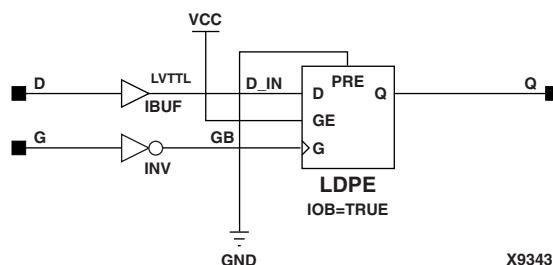 VCC
D
LVTTL
D_IN
IBUF
D
PRE
Q
Q
GE
G
GB
G
INV
LDPE
IOB=TRUE
GND
X9343